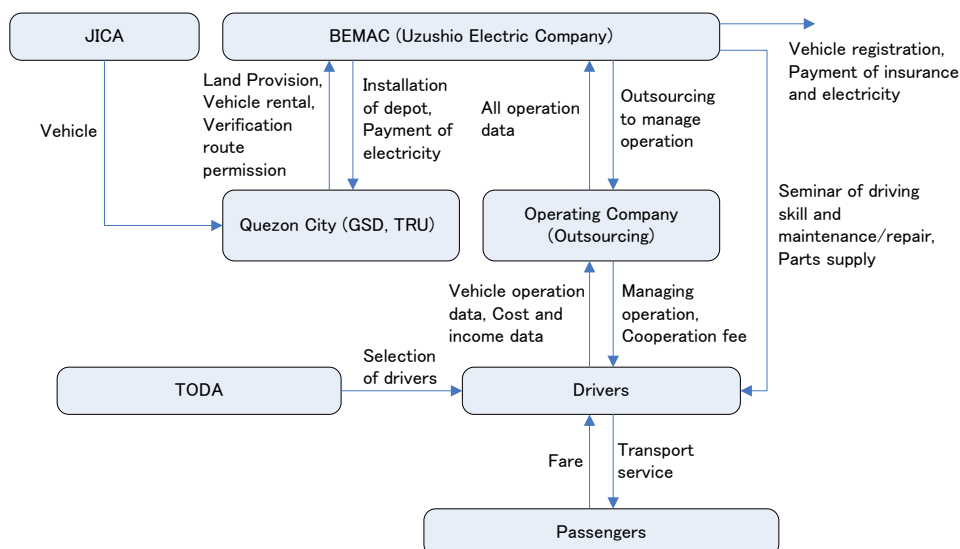 JICA
BEMAC (Uzushio Electric Company)
Vehicle registration,
Payment of insurance
and electricity
Land Provision,
Vehicle rental,
Verification
route
permission
Installation
of depot,
Payment of
electricity
All operation
data
Outsourcing
to manage
operation
Vehicle
Seminar of driving
skill and
maintenance/repair,
Parts supply
Quezon City (GSD, TRU)
Operating Company
(Outsourcing)
Vehicle operation
data, Cost and
income data
Managing
operation,
Cooperation fee
Selection
of drivers
TODA
Drivers
Fare
Transport
service
Passengers